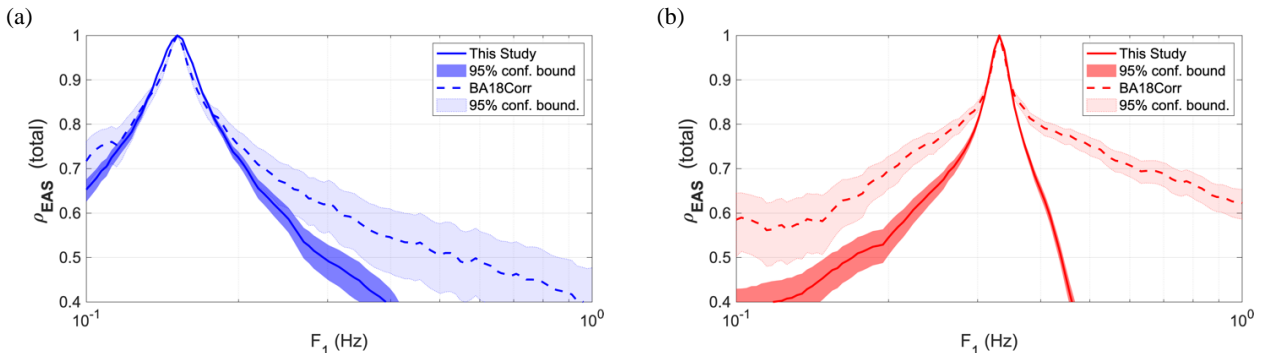 (a)
1
0.9
0.8
0.7
0.6
0.5
0.4
ρEAS (total)
10⁻¹
10⁰
F₁ (Hz)
This Study
95% conf. bound
BA18Corr
95% conf. bound.
(b)
1
0.9
0.8
0.7
0.6
0.5
0.4
ρEAS (total)
10⁻¹
10⁰
F₁ (Hz)
This Study
95% conf. bound
BA18Corr
95% conf. bound.